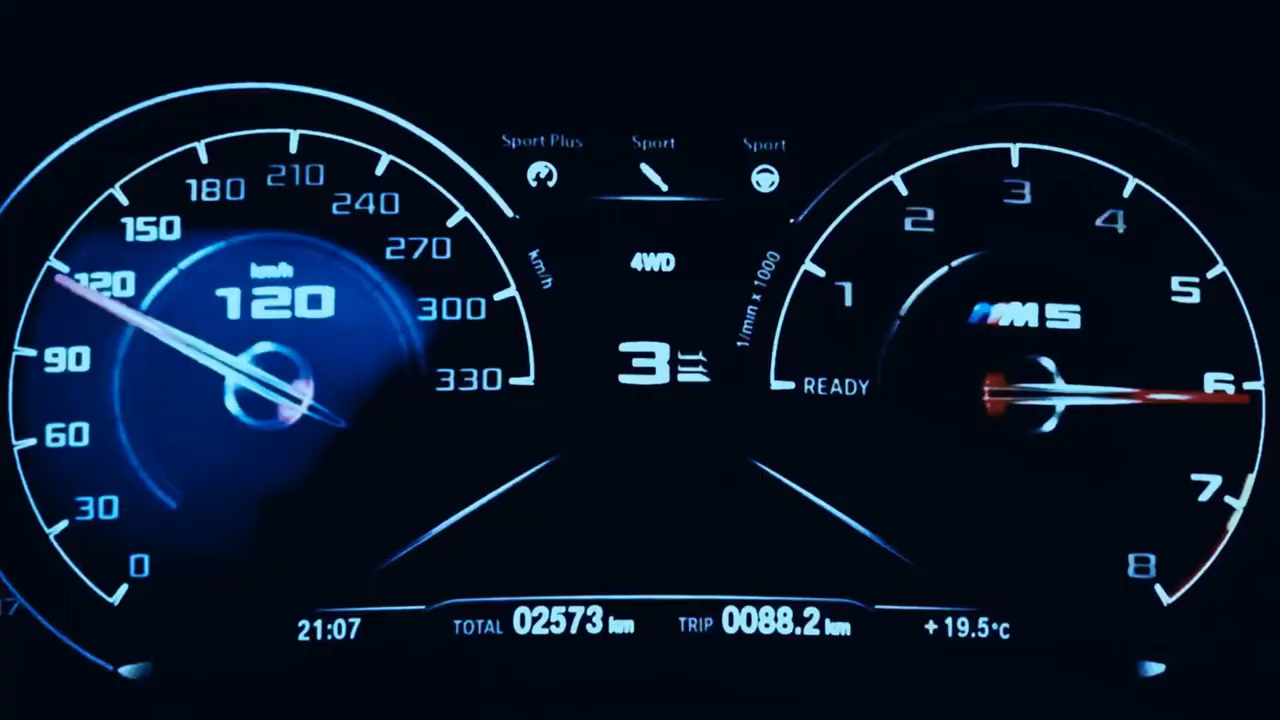 Sport Plus Sport Sport
210
180 240
150 270
120 300
90 330
60
30
0
km/h
120
km/h
4WD
3
1/min x 1000
3
2 4
1 5
READY 6
7
8
M5
21:07 TOTAL 02573 km TRIP 0088.2 km +19.5°C